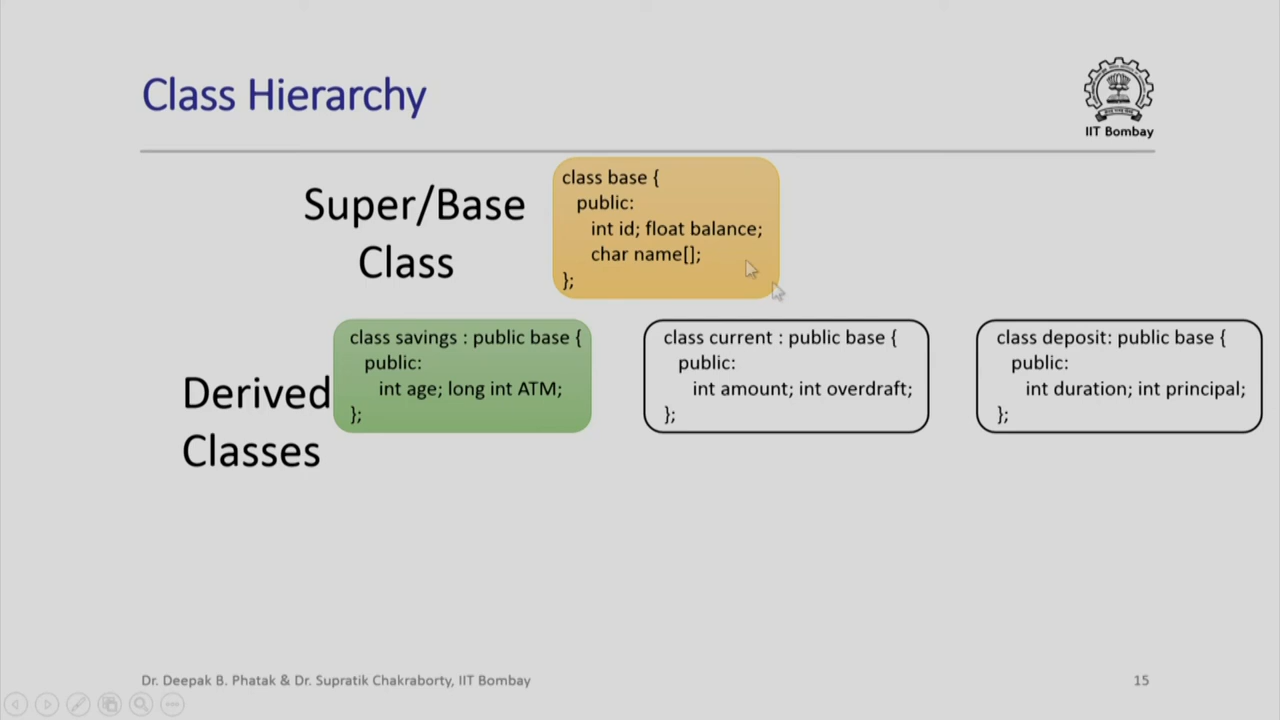 Class Hierarchy
IIT Bombay
Super/Base
Class
class base {
public:
int id; float balance;
char name[];
};
Derived
Classes
class savings : public base {
public:
int age; long int ATM;
};
class current : public base {
public:
int amount; int overdraft;
};
class deposit: public base {
public:
int duration; int principal;
};
Dr. Deepak B. Phatak & Dr. Supratik Chakraborty, IIT Bombay
15